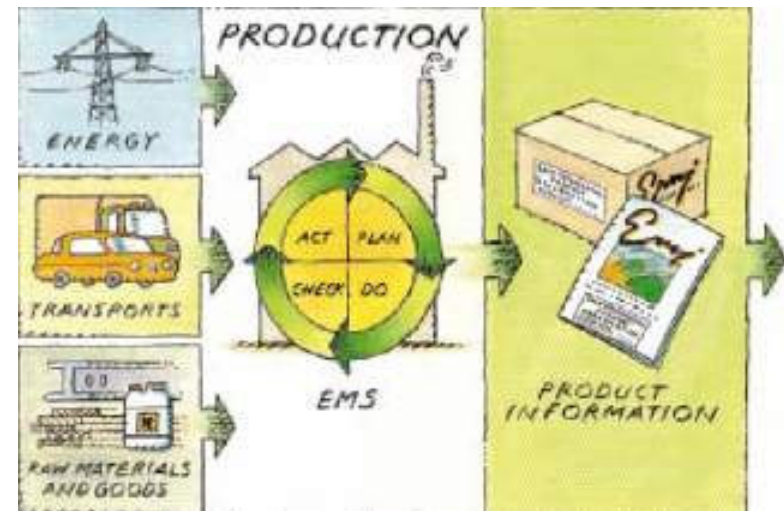 ENERGY
TRANSPORTS
RAW MATERIALS
AND GOODS
PRODUCTION
ACT PLAN
CHECK DO
EMS
PRODUCT
INFORMATION